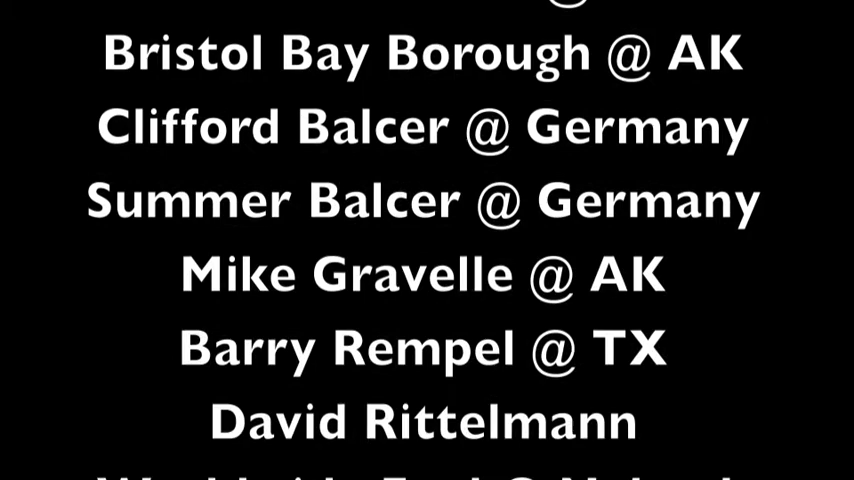 @
Bristol Bay Borough @ AK
Clifford Balcer @ Germany
Summer Balcer @ Germany
Mike Gravelle @ AK
Barry Rempel @ TX
David Rittelmann